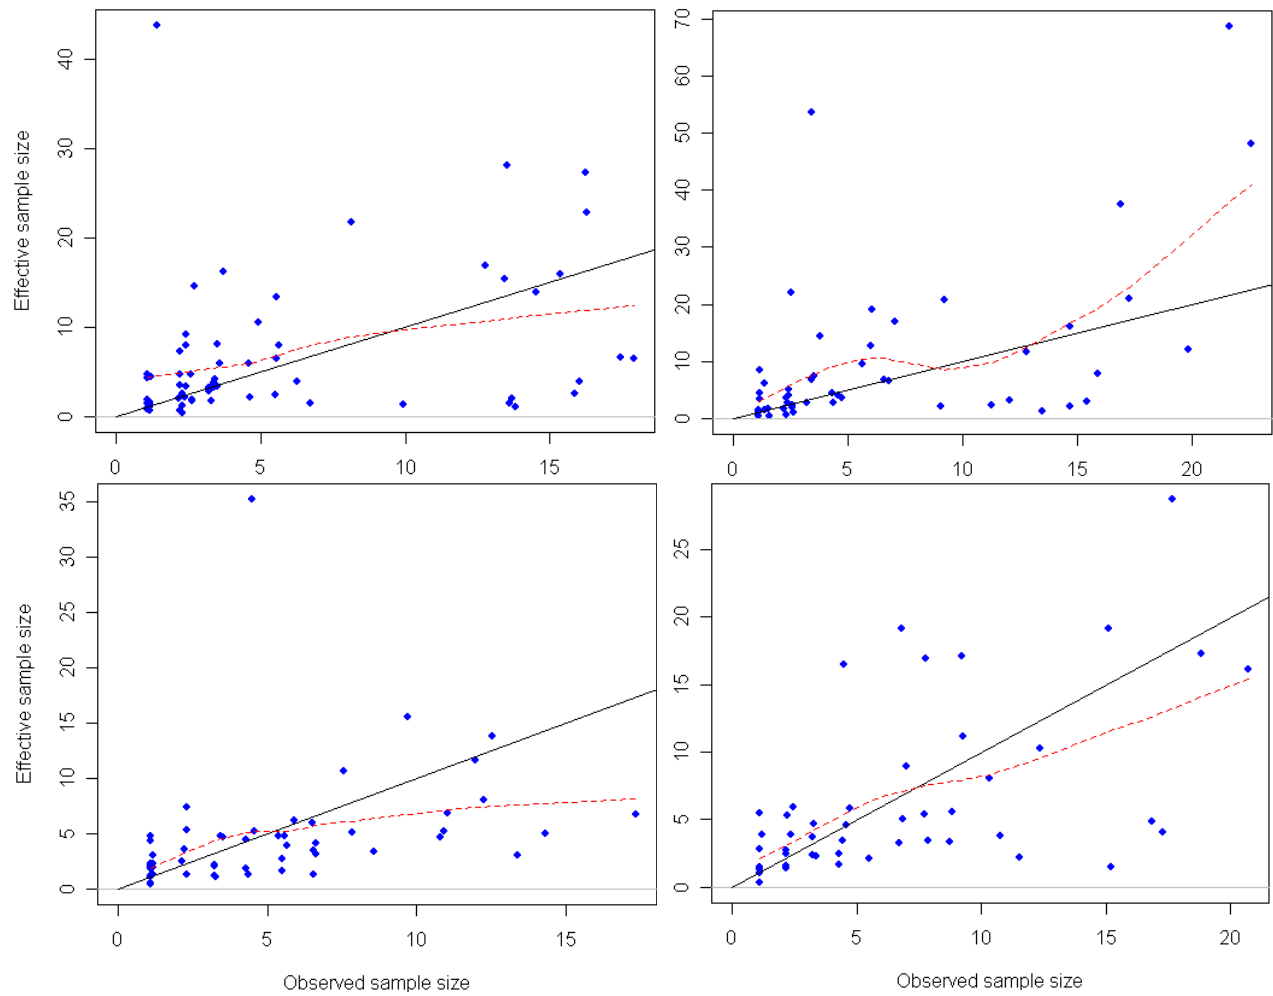 Effective sample size
0 10 20 30 40
0 5 10 15
0 10 20 30 40 50 60 70
0 5 10 15 20
Effective sample size
0 5 10 15 20 25 30 35
0 5 10 15
Observed sample size
0 5 10 15 20 25
0 5 10 15 20
Observed sample size